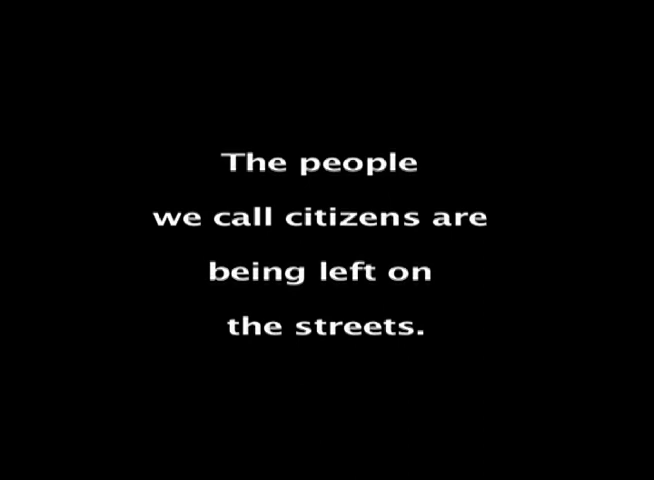 The people
we call citizens are
being left on
the streets.